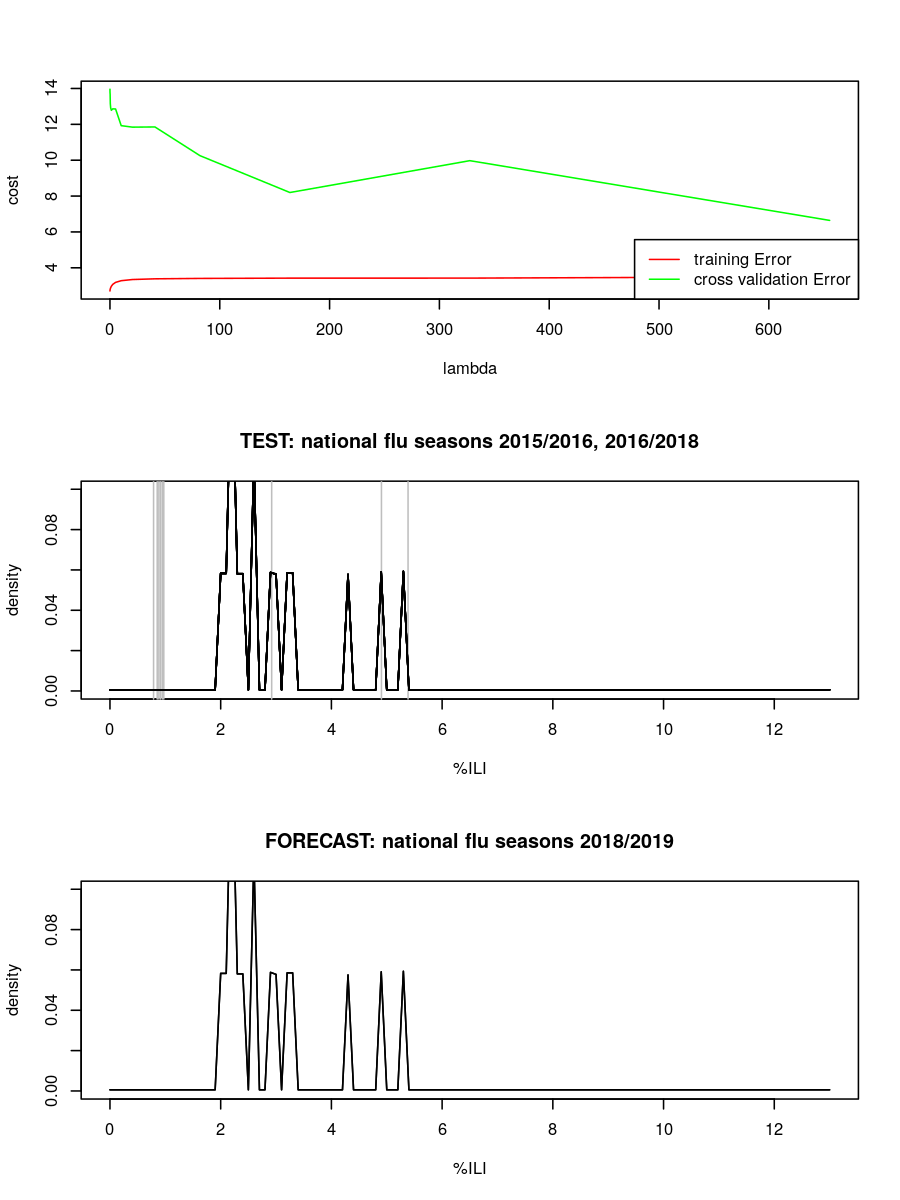 14
12
10
8
6
4
cost
training Error
cross validation Error
0 100 200 300 400 500 600
lambda
TEST: national flu seasons 2015/2016, 2016/2018
0.08
0.04
0.00
density
0 2 4 6 8 10 12
%ILI
FORECAST: national flu seasons 2018/2019
0.08
0.04
0.00
density
0 2 4 6 8 10 12
%ILI